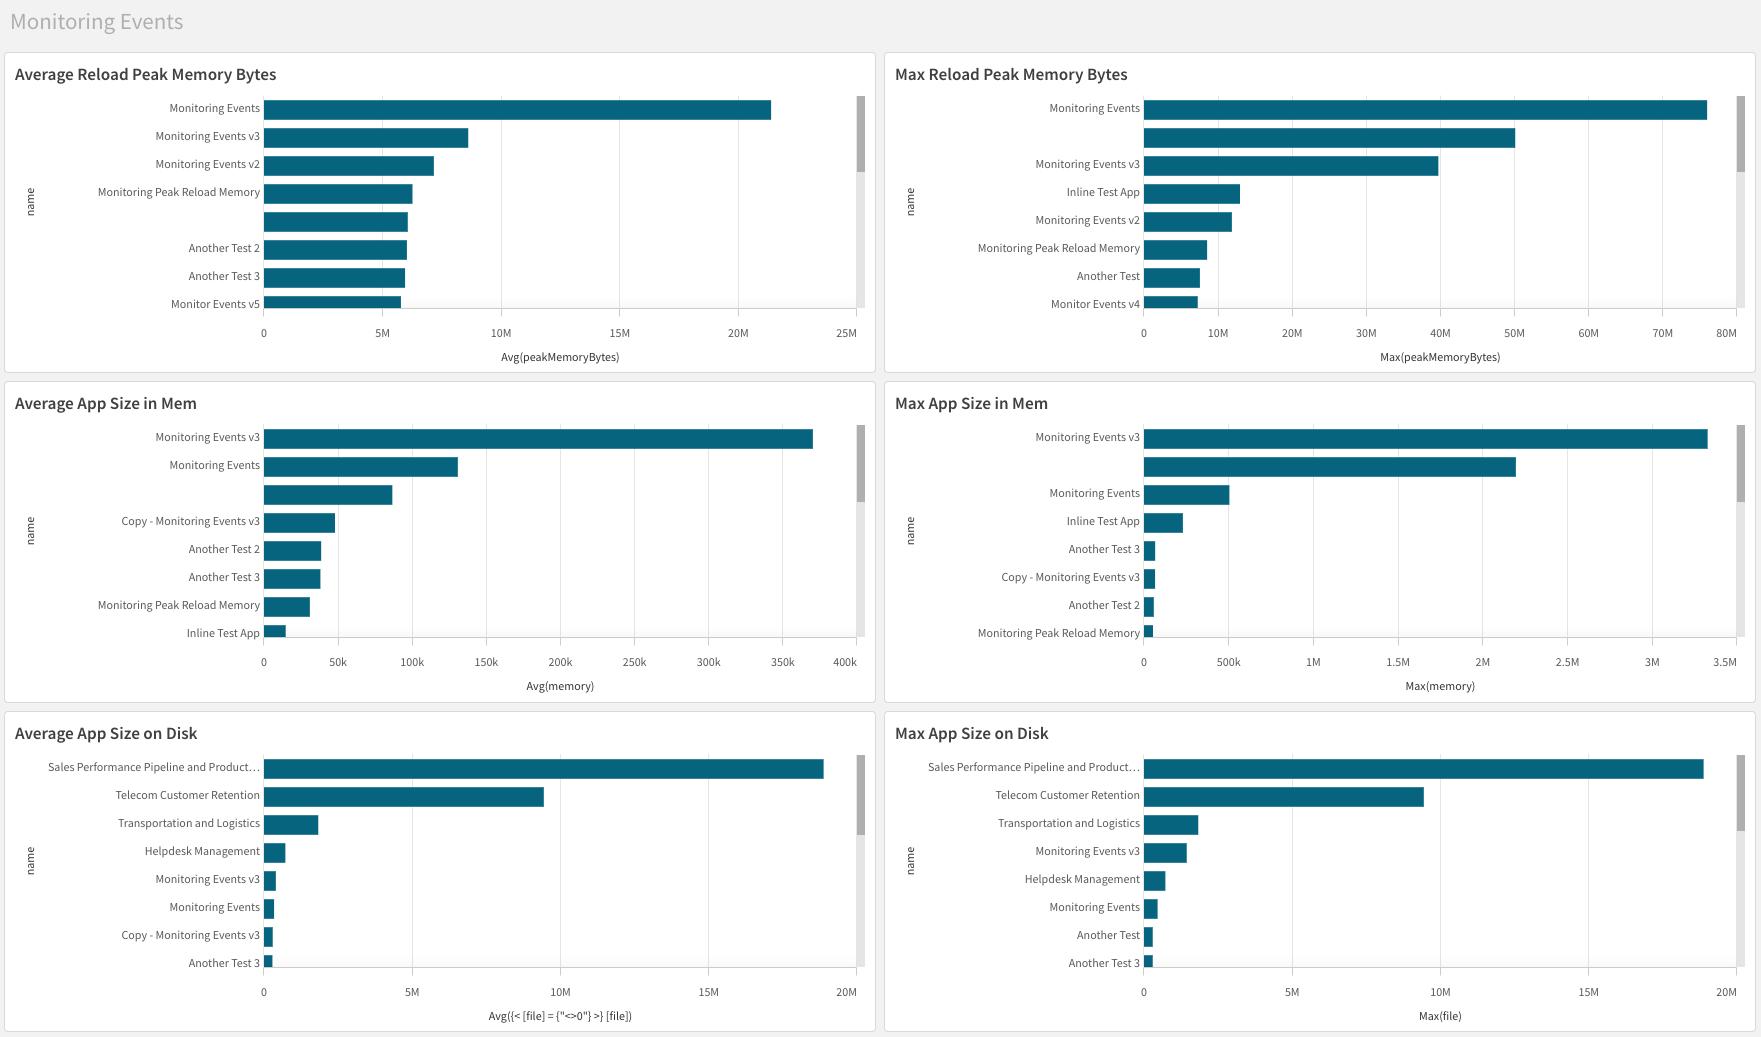 Monitoring Events
Average Reload Peak Memory Bytes
name
Monitoring Events
Monitoring Events v3
Monitoring Events v2
Monitoring Peak Reload Memory
Another Test 2
Another Test 3
Monitor Events v5
0 5M 10M 15M 20M 25M
Avg(peakMemoryBytes)
Max Reload Peak Memory Bytes
name
Monitoring Events
Monitoring Events v3
Inline Test App
Monitoring Events v2
Monitoring Peak Reload Memory
Another Test
Monitor Events v4
0 10M 20M 30M 40M 50M 60M 70M 80M
Max(peakMemoryBytes)
Average App Size in Mem
name
Monitoring Events v3
Monitoring Events
Copy - Monitoring Events v3
Another Test 2
Another Test 3
Monitoring Peak Reload Memory
Inline Test App
0 50k 100k 150k 200k 250k 300k 350k 400k
Avg(memory)
Max App Size in Mem
name
Monitoring Events v3
Monitoring Events
Inline Test App
Another Test 3
Copy - Monitoring Events v3
Another Test 2
Monitoring Peak Reload Memory
0 500k 1M 1.5M 2M 2.5M 3M 3.5M
Max(memory)
Average App Size on Disk
name
Sales Performance Pipeline and Product…
Telecom Customer Retention
Transportation and Logistics
Helpdesk Management
Monitoring Events v3
Monitoring Events
Copy - Monitoring Events v3
Another Test 3
0 5M 10M 15M 20M
Avg({< [file] = {"<>0"} >} [file])
Max App Size on Disk
name
Sales Performance Pipeline and Product…
Telecom Customer Retention
Transportation and Logistics
Monitoring Events v3
Helpdesk Management
Monitoring Events
Another Test
Another Test 3
0 5M 10M 15M 20M
Max(file)